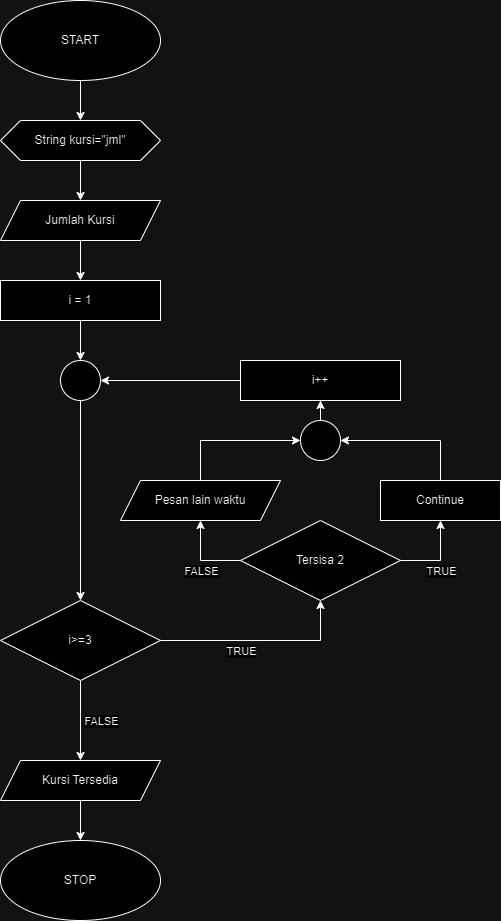 START
String kursi="jml"
Jumlah Kursi
i = 1
i++
Pesan lain waktu
Continue
Tersisa 2
FALSE
TRUE
i>=3
TRUE
FALSE
Kursi Tersedia
STOP